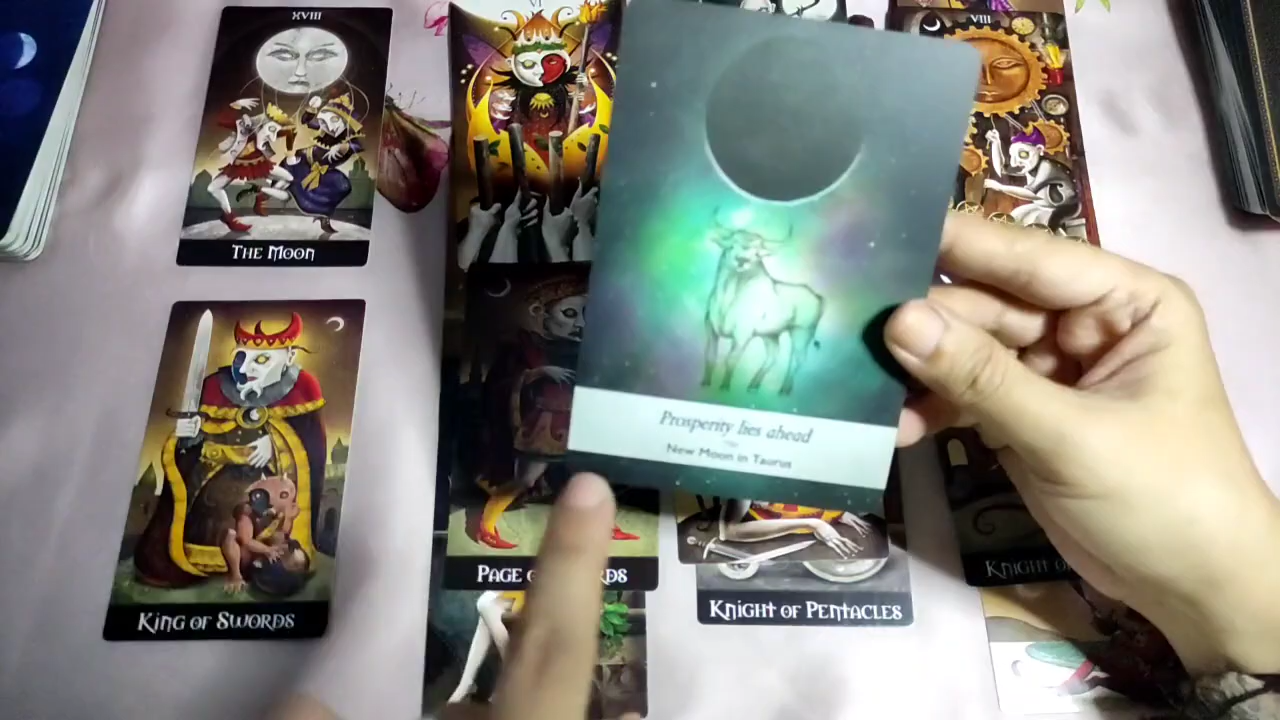 XVIII
THE MOON
VI
VIII
Prosperity lies ahead
New Moon in Taurus
KING OF SWORDS
PAGE
KNIGHT OF PENTACLES
KNIGHT